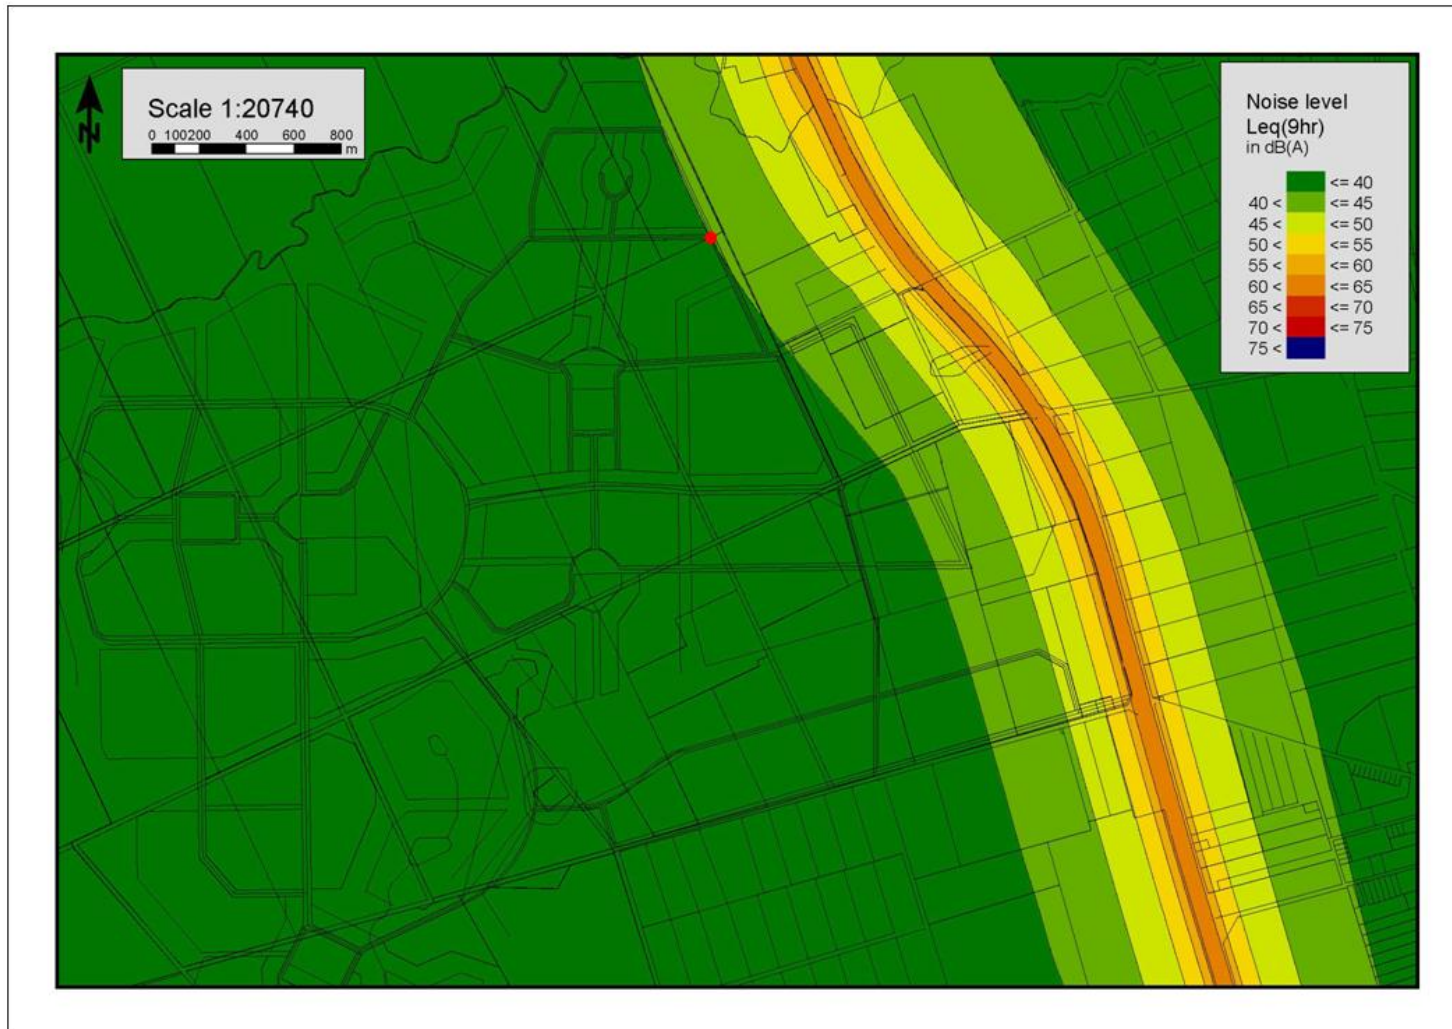 Scale 1:20740
0 100200 400 600 800
m
N
Noise level
Leq(9hr)
in dB(A)
<= 40
40 < <= 45
45 < <= 50
50 < <= 55
55 < <= 60
60 < <= 65
65 < <= 70
70 < <= 75
75 <